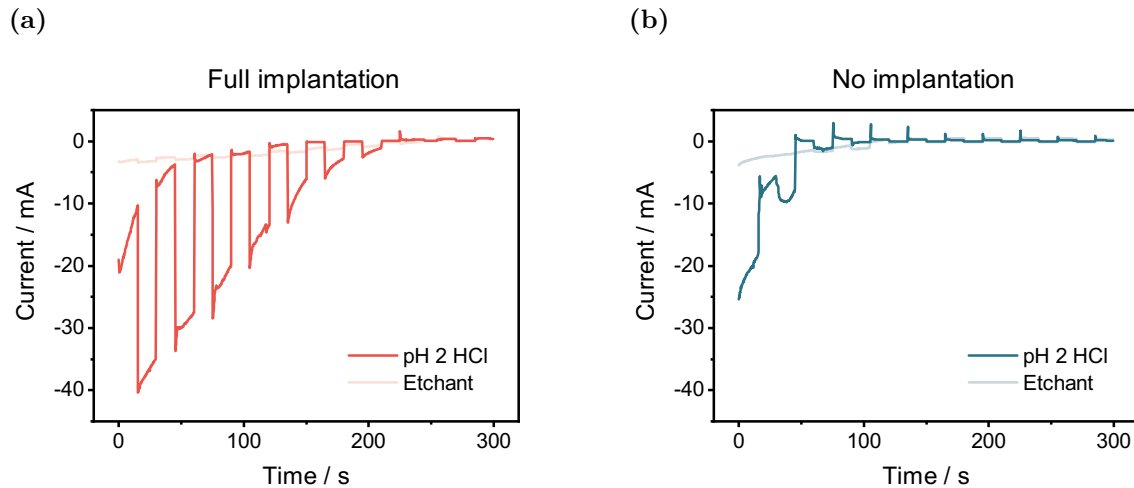 (a)
Full implantation
0
-10
-20
-30
-40
Current / mA
pH 2 HCl
Etchant
0
100
200
300
Time / s
(b)
No implantation
0
-10
-20
-30
-40
Current / mA
pH 2 HCl
Etchant
0
100
200
300
Time / s